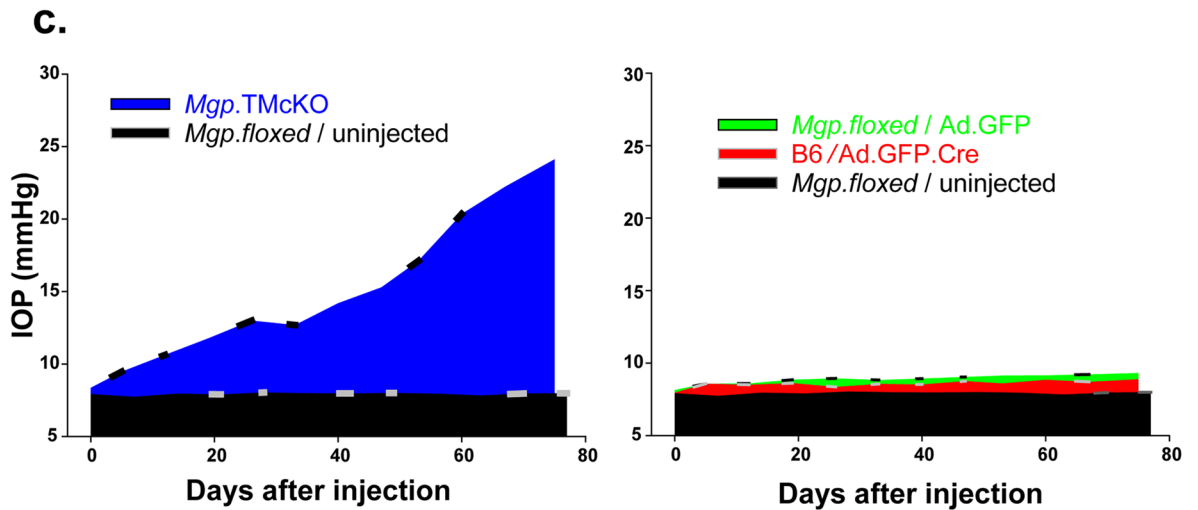 c.
IOP (mmHg)
30
25
20
15
10
5
Mgp.TMcKO
Mgp.floxed / uninjected
0 20 40 60 80
Days after injection
30
25
20
15
10
5
Mgp.floxed / Ad.GFP
B6/Ad.GFP.Cre
Mgp.floxed / uninjected
0 20 40 60 80
Days after injection